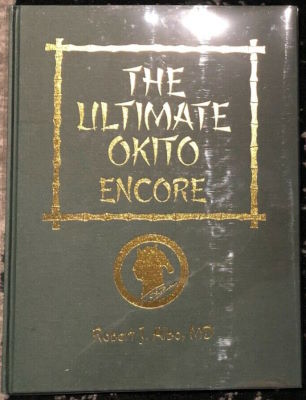 THE
ULTIMATE
OKITO
ENCORE
Robert J. Albo, MD